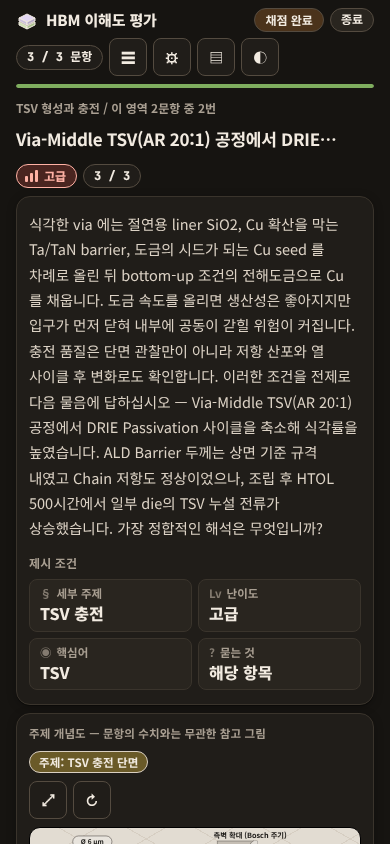 HBM 이해도 평가
채점 완료
종료
3 / 3 문항
TSV 형성과 충전 / 이 영역 2문항 중 2번
Via-Middle TSV(AR 20:1) 공정에서 DRIE…
고급
3 / 3
식각한 via 에는 절연용 liner SiO2, Cu 확산을 막는
Ta/TaN barrier, 도금의 시드가 되는 Cu seed 를
차례로 올린 뒤 bottom-up 조건의 전해도금으로 Cu
를 채웁니다. 도금 속도를 올리면 생산성은 좋아지지만
입구가 먼저 닫혀 내부에 공동이 갇힐 위험이 커집니다.
충전 품질은 단면 관찰만이 아니라 저항 산포와 열
사이클 후 변화로도 확인합니다. 이러한 조건을 전제로
다음 물음에 답하십시오 — Via-Middle TSV(AR 20:1)
공정에서 DRIE Passivation 사이클을 축소해 식각률을
높였습니다. ALD Barrier 두께는 상면 기준 규격
내였고 Chain 저항도 정상이었으나, 조립 후 HTOL
500시간에서 일부 die의 TSV 누설 전류가
상승했습니다. 가장 정합적인 해석은 무엇입니까?
제시 조건
§ 세부 주제
TSV 충전
Lv 난이도
고급
◉ 핵심어
TSV
? 묻는 것
해당 항목
주제 개념도 — 문항의 수치와는 무관한 참고 그림
주제: TSV 충전 단면
측벽 확대 (Bosch 주기)
Ø 6 µm